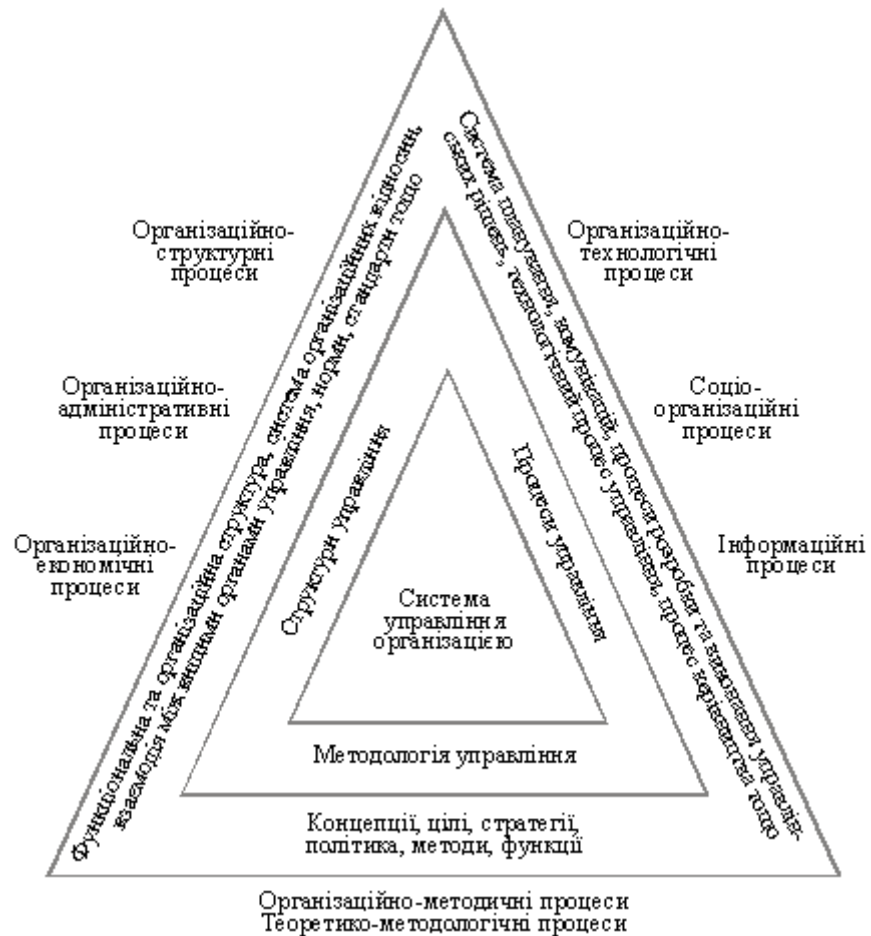 Організаційно-
структурні
процеси
Організаційно-
адміністративні
процеси
Організаційно-
економічні
процеси
Функціональна та організаційна структура, система організаційних відносин,
взаємодія між вищими органами управління, норми, стандарти тощо
Система планування, комунікацій, процеси розробки та виконання управлін-
ських рішень, технологічний процес управління, процес керівництва тощо
Організаційно-
технологічні
процеси
Соціо-
організаційні
процеси
Інформаційні
процеси
Структури управління
Процеси управління
Система
управління
організацією
Методологія управління
Концепції, цілі, стратегії,
політика, методи, функції
Організаційно-методичні процеси
Теоретико-методологічні процеси